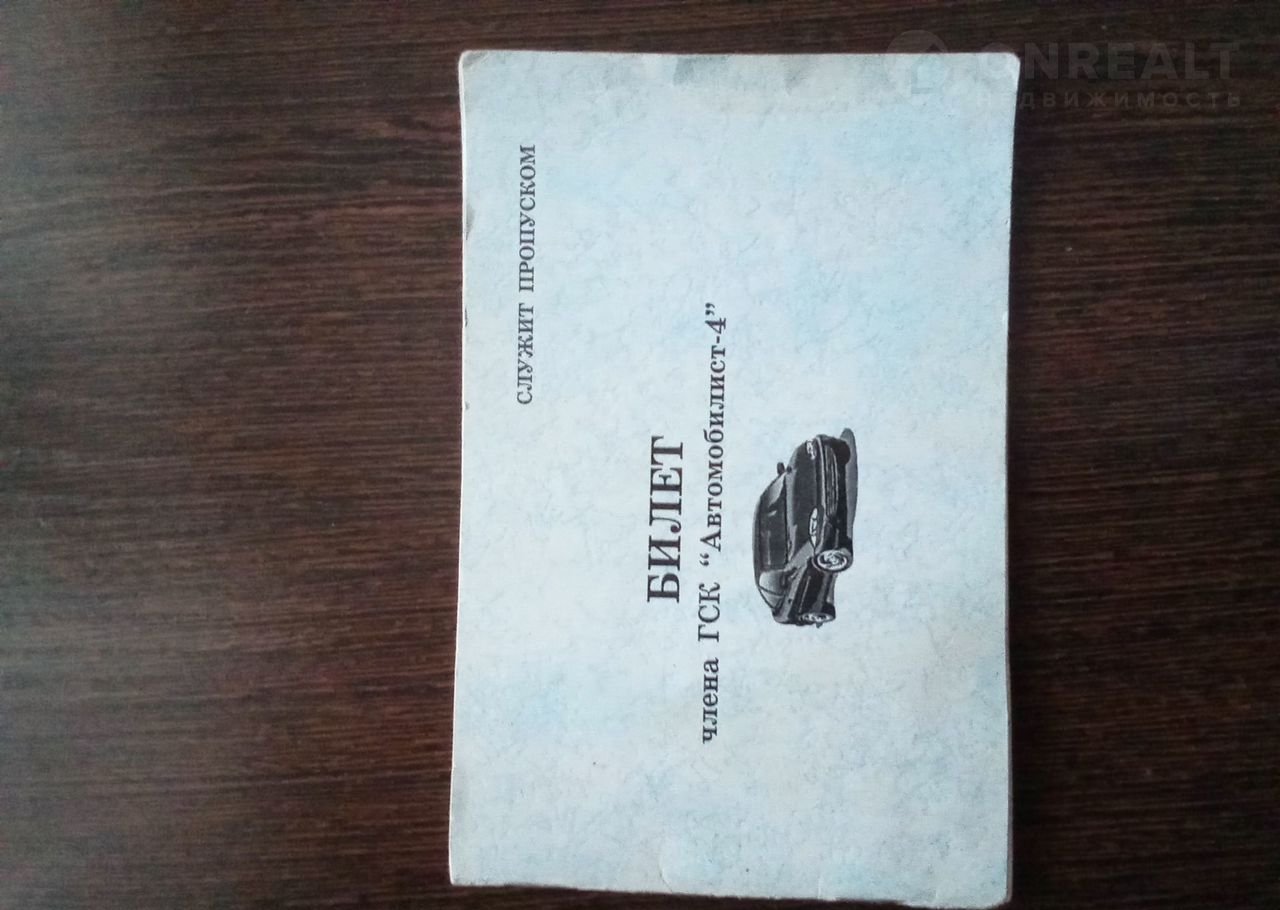 СЛУЖИТ ПРОПУСКОМ
БИЛЕТ
члена ГСК “Автомобилист-4”
ONREALT
НЕДВИЖИМОСТЬ